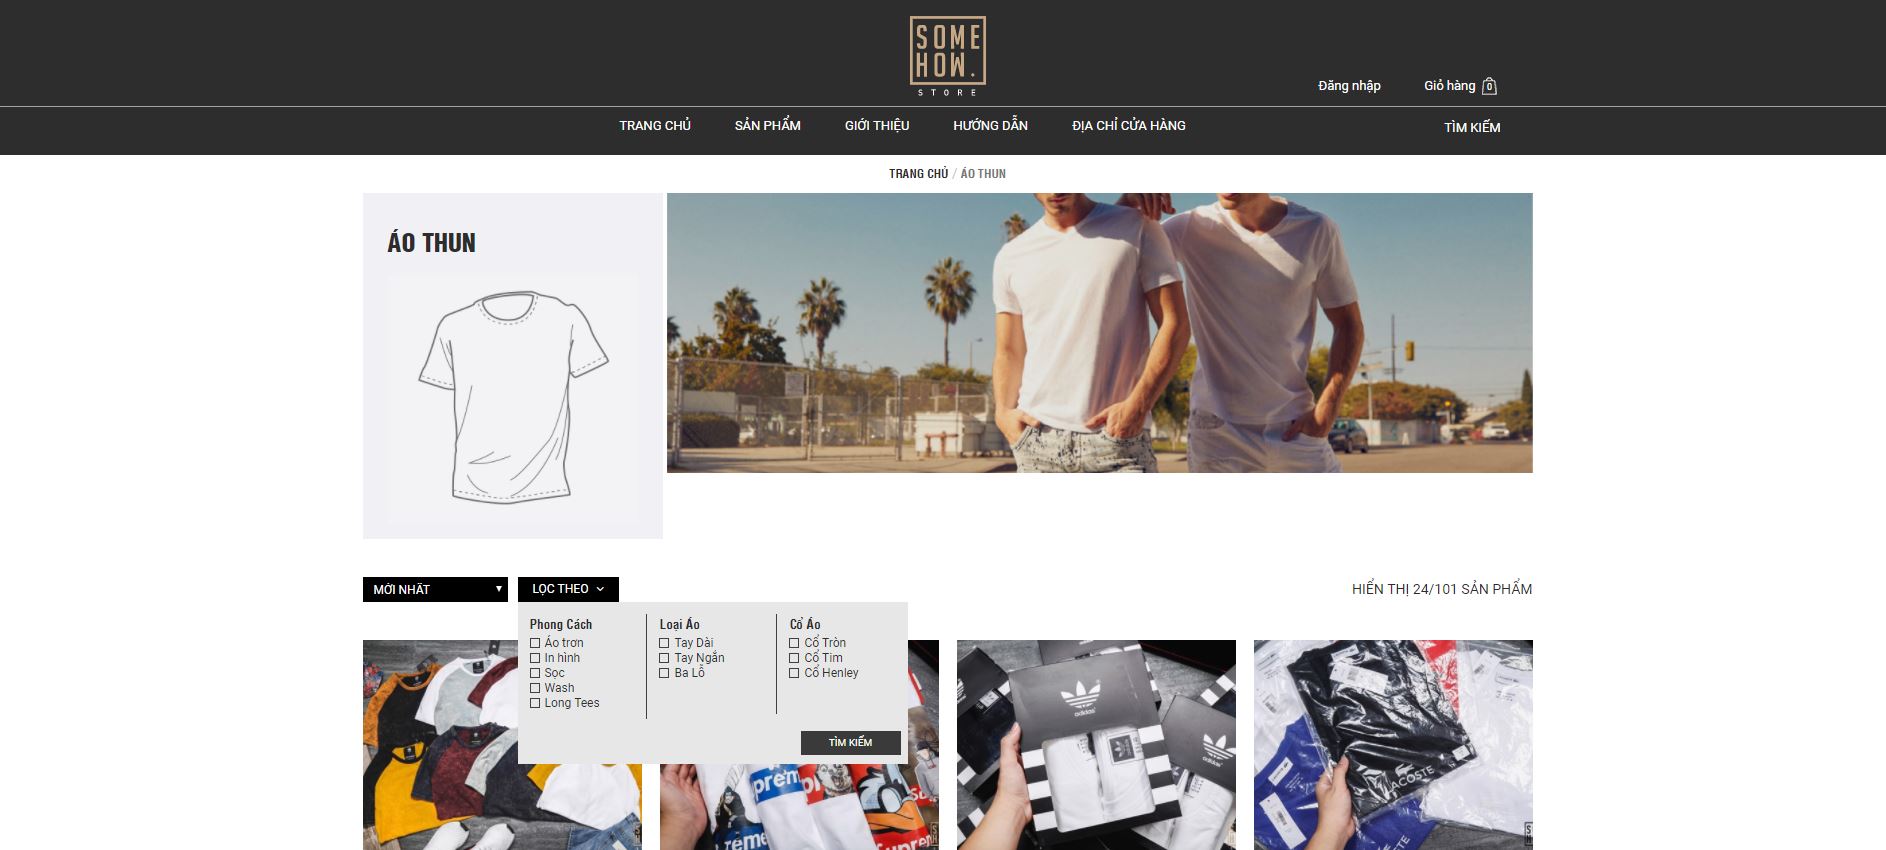 SOME
HOW.
STORE
Đăng nhập
Giỏ hàng 0
TRANG CHỦ
SẢN PHẨM
GIỚI THIỆU
HƯỚNG DẪN
ĐỊA CHỈ CỬA HÀNG
TÌM KIẾM
TRANG CHỦ / ÁO THUN
ÁO THUN
MỚI NHẤT
LỌC THEO
HIỂN THỊ 24/101 SẢN PHẨM
Phong Cách
Áo trơn
In hình
Sọc
Wash
Long Tees
Loại Áo
Tay Dài
Tay Ngắn
Ba Lỗ
Cổ Áo
Cổ Tròn
Cổ Tim
Cổ Henley
TÌM KIẾM
adidas
adidas
LACOSTE